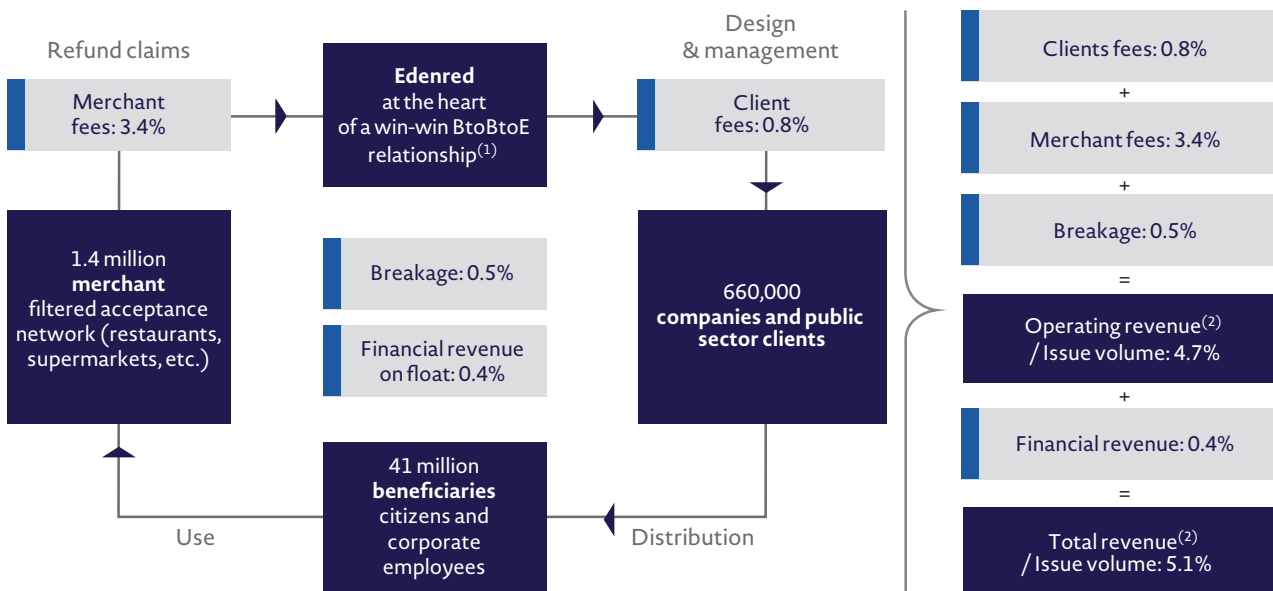 Refund claims
Merchant
fees: 3.4%
Edenred
at the heart
of a win-win BtoBtoE
relationship(1)
Design
& management
Client
fees: 0.8%
1.4 million
merchant
filtered acceptance
network (restaurants,
supermarkets, etc.)
Breakage: 0.5%
Financial revenue
on float: 0.4%
660,000
companies and public
sector clients
41 million
beneficiaries
citizens and
corporate
employees
Use
Distribution
Clients fees: 0.8%
+
Merchant fees: 3.4%
+
Breakage: 0.5%
=
Operating revenue(2)
/ Issue volume: 4.7%
+
Financial revenue: 0.4%
=
Total revenue(2)
/ Issue volume: 5.1%